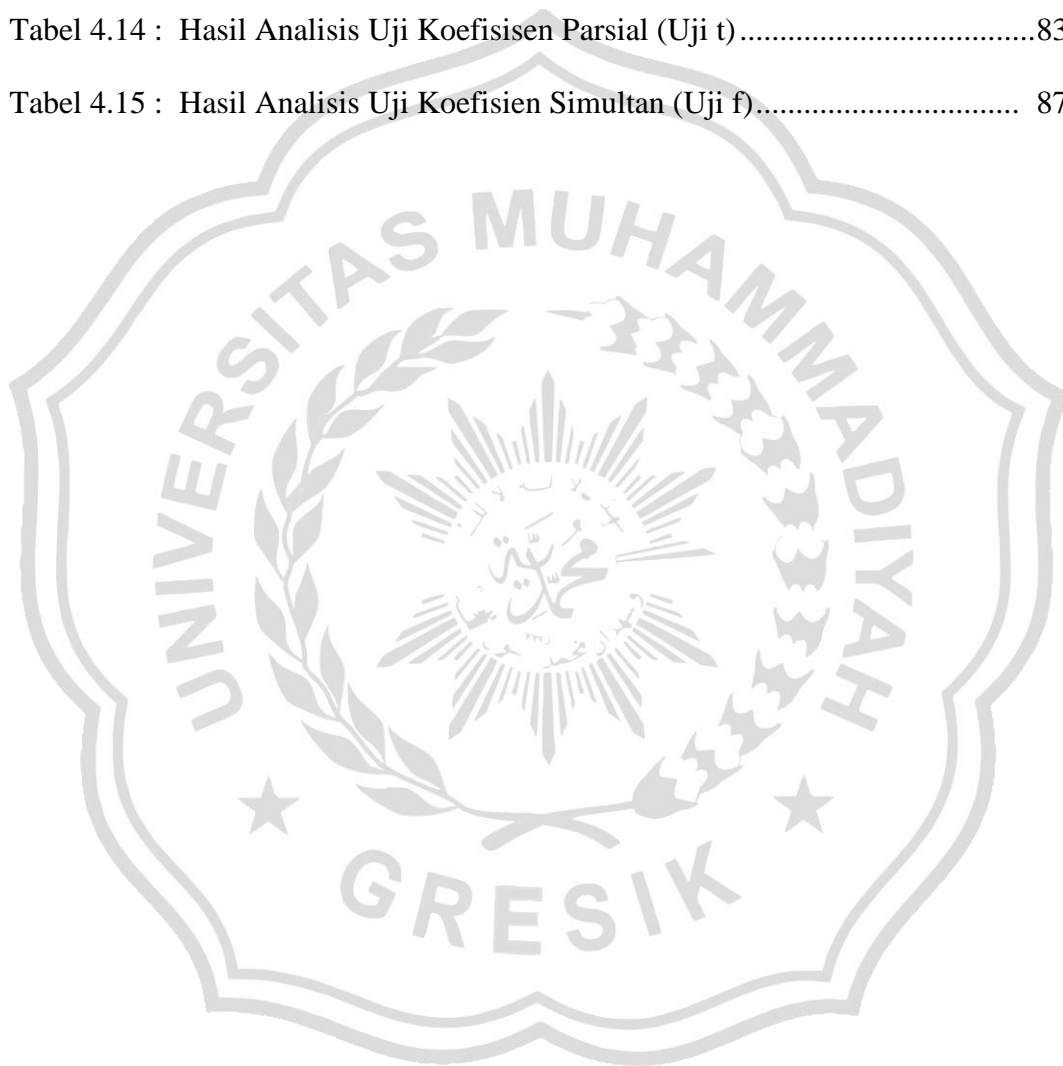 Tabel 4.14 : Hasil Analisis Uji Koefisisen Parsial (Uji t)...................................83
Tabel 4.15 : Hasil Analisis Uji Koefisien Simultan (Uji f)............................... 87
UNIVERSITAS MUHAMMADIYAH
محمد
GRESIK